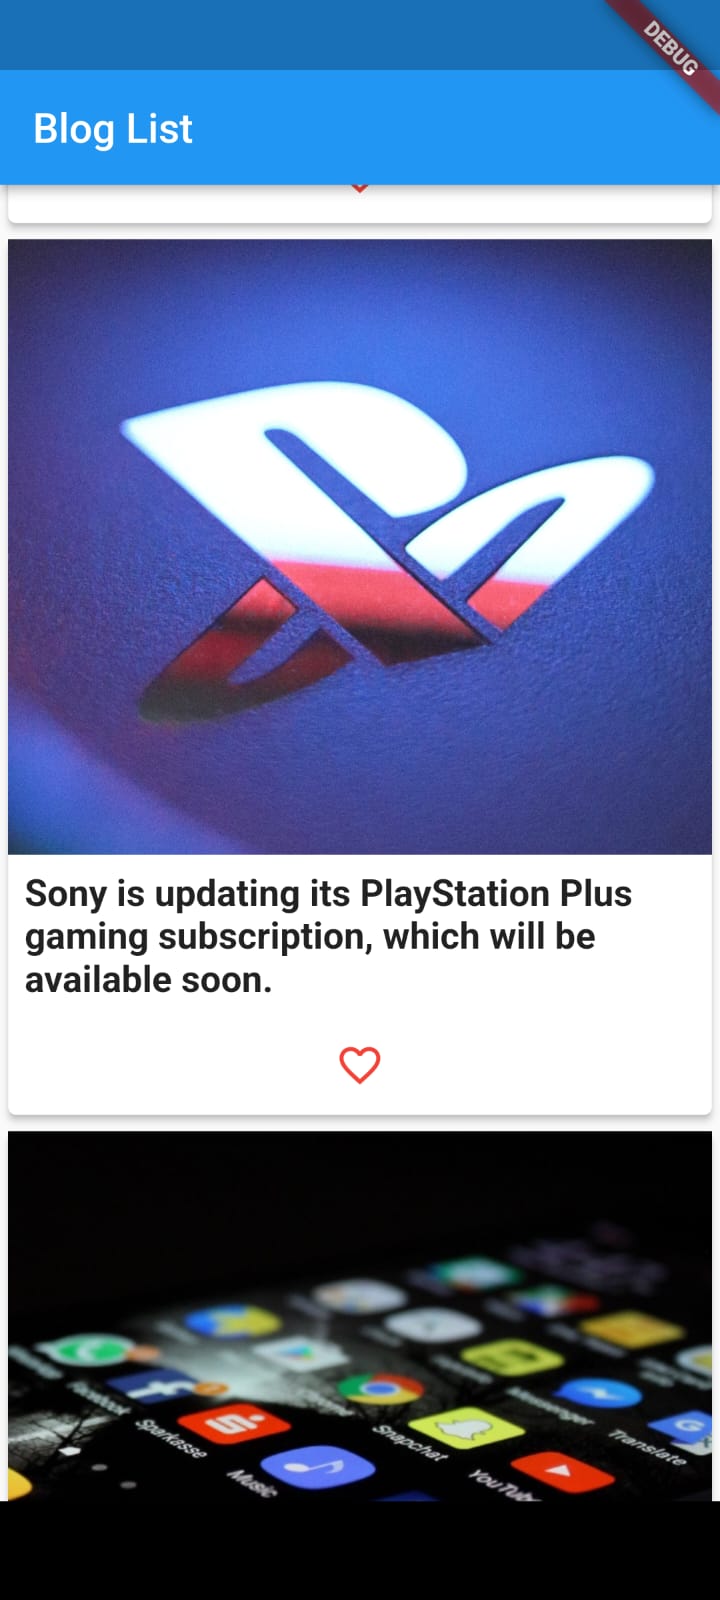 DEBUG
Blog List
Sony is updating its PlayStation Plus
gaming subscription, which will be
available soon.
Facebook
Sparkasse
Music
Snapchat
Messenger
Translate
YouTube